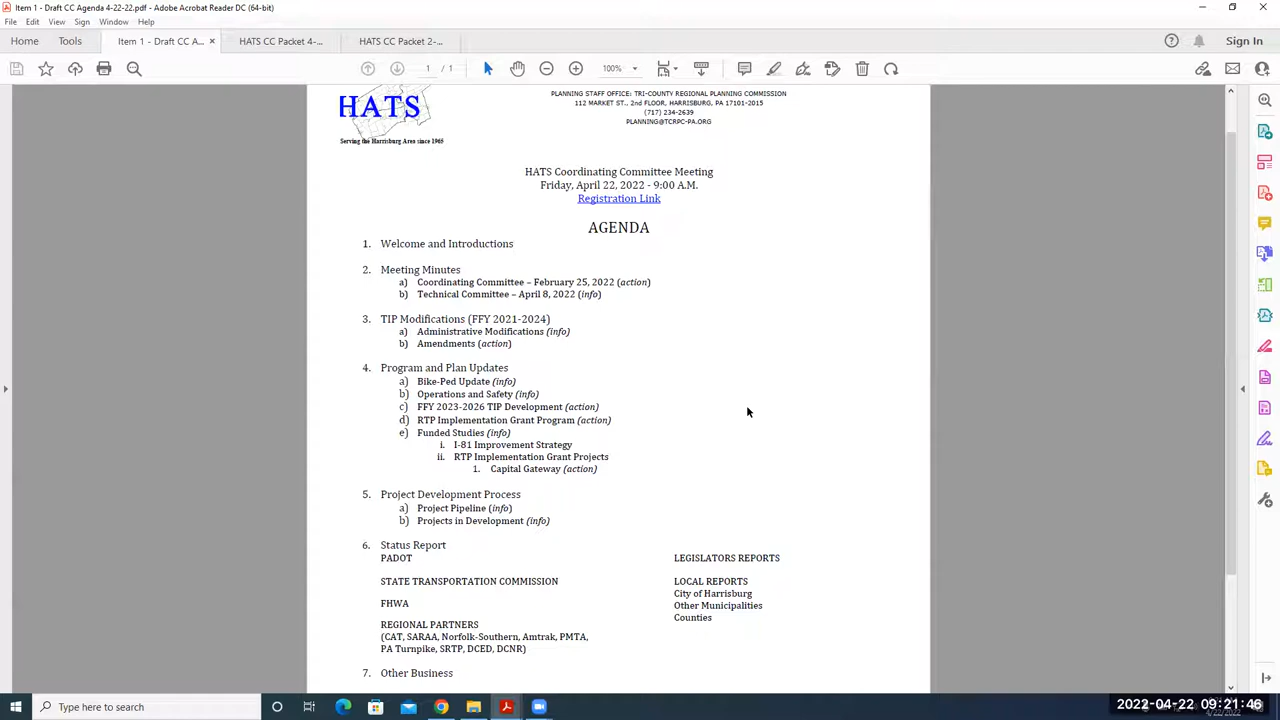 Item 1 - Draft CC Agenda 4-22-22.pdf - Adobe Acrobat Reader DC (64-bit)
File Edit View Sign Window Help
Home Tools Item 1 - Draft CC A... × HATS CC Packet 4-... HATS CC Packet 2-... Sign In
1 / 1 100%
HATS
Serving the Harrisburg Area since 1965
PLANNING STAFF OFFICE: TRI-COUNTY REGIONAL PLANNING COMMISSION
112 MARKET ST., 2nd FLOOR, HARRISBURG, PA 17101-2015
(717) 234-2639
PLANNING@TCRPC-PA.ORG
HATS Coordinating Committee Meeting
Friday, April 22, 2022 - 9:00 A.M.
Registration Link
AGENDA
1. Welcome and Introductions
2. Meeting Minutes
a) Coordinating Committee – February 25, 2022 (action)
b) Technical Committee – April 8, 2022 (info)
3. TIP Modifications (FFY 2021-2024)
a) Administrative Modifications (info)
b) Amendments (action)
4. Program and Plan Updates
a) Bike-Ped Update (info)
b) Operations and Safety (info)
c) FFY 2023-2026 TIP Development (action)
d) RTP Implementation Grant Program (action)
e) Funded Studies (info)
i. I-81 Improvement Strategy
ii. RTP Implementation Grant Projects
1. Capital Gateway (action)
5. Project Development Process
a) Project Pipeline (info)
b) Projects in Development (info)
6. Status Report
PADOT
STATE TRANSPORTATION COMMISSION
FHWA
REGIONAL PARTNERS
(CAT, SARAA, Norfolk-Southern, Amtrak, PMTA,
PA Turnpike, SRTP, DCED, DCNR)
LEGISLATORS REPORTS
LOCAL REPORTS
City of Harrisburg
Other Municipalities
Counties
7. Other Business
Type here to search
2022-04-22 09:21:46